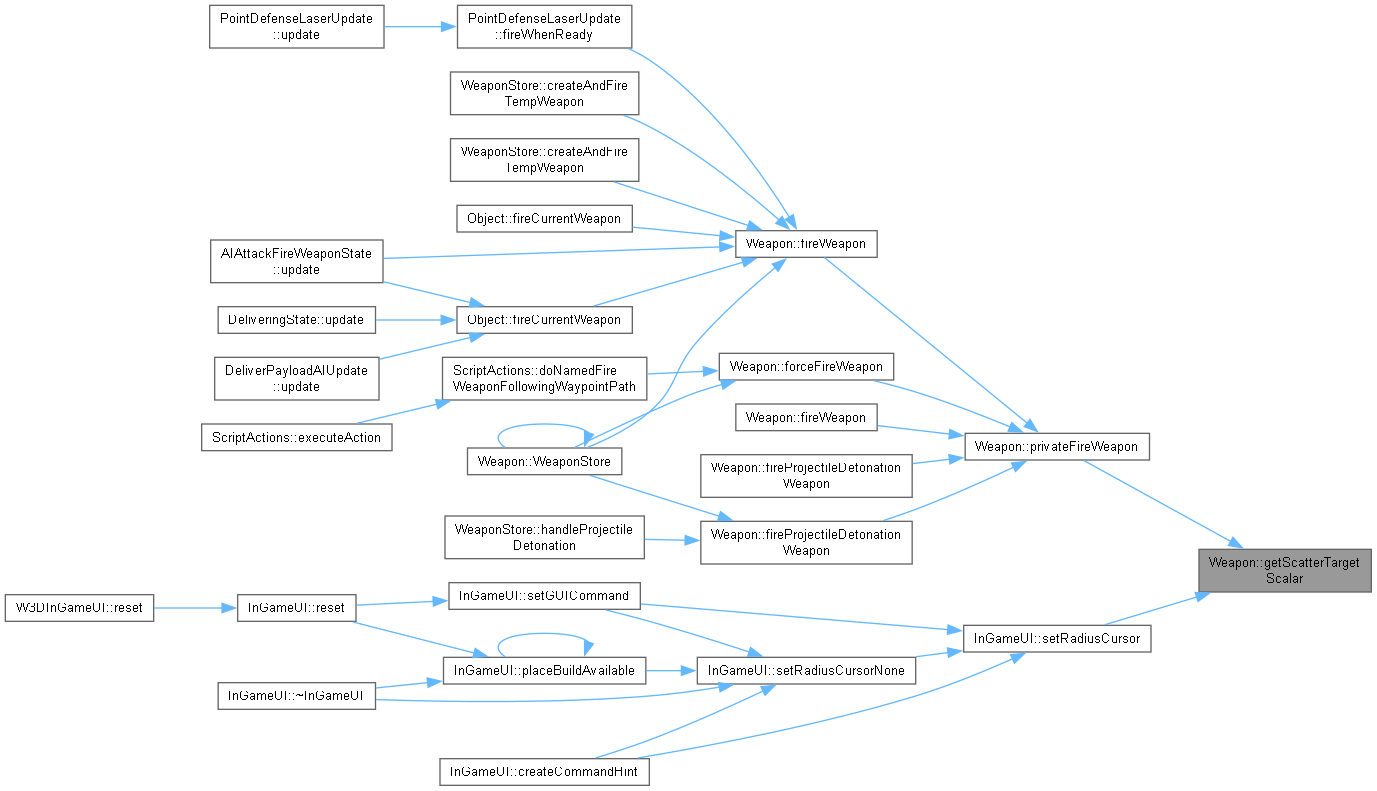 PointDefenseLaserUpdate
::update
PointDefenseLaserUpdate
::fireWhenReady
WeaponStore::createAndFire
TempWeapon
WeaponStore::createAndFire
TempWeapon
Object::fireCurrentWeapon
Weapon::fireWeapon
AIAttackFireWeaponState
::update
DeliveringState::update
Object::fireCurrentWeapon
DeliverPayloadAIUpdate
::update
ScriptActions::doNamedFire
WeaponFollowingWaypointPath
Weapon::forceFireWeapon
ScriptActions::executeAction
Weapon::fireWeapon
Weapon::privateFireWeapon
Weapon::WeaponStore
Weapon::fireProjectileDetonation
Weapon
WeaponStore::handleProjectile
Detonation
Weapon::fireProjectileDetonation
Weapon
Weapon::getScatterTarget
Scalar
W3DInGameUI::reset
InGameUI::reset
InGameUI::setGUICommand
InGameUI::setRadiusCursor
InGameUI::placeBuildAvailable
InGameUI::setRadiusCursorNone
InGameUI::~InGameUI
InGameUI::createCommandHint